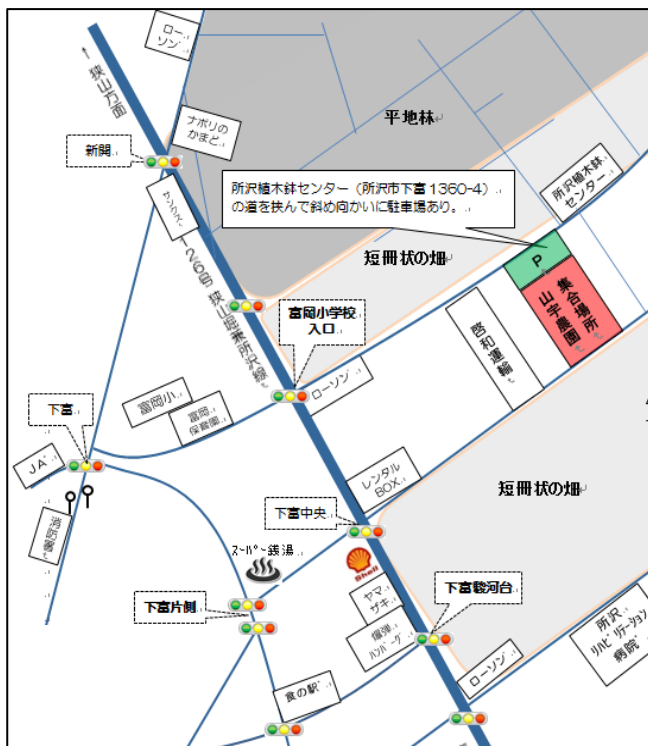 ロー
ソン
←狭山方面
平地林
ナポリの
かまど
新開
サンクス
所沢植木鉢センター（所沢市下富1360-4）
の道を挟んで斜め向かいに駐車場あり。
所沢植木鉢
センター
短冊状の畑
P
集合場所
山宇農園
126号 狭山堀兼所沢線
富岡小学校
入口
啓和運輸
ローソン
富岡小
富岡
保育園
下富
JA
消防署
レンタル
BOX
短冊状の畑
下富中央
スーパー銭湯
Shell
ヤマ
ザキ
下富片側
下富駿河台
爆弾
ハンバーグ
ローソン
所沢
リハビリテーション
病院
食の駅